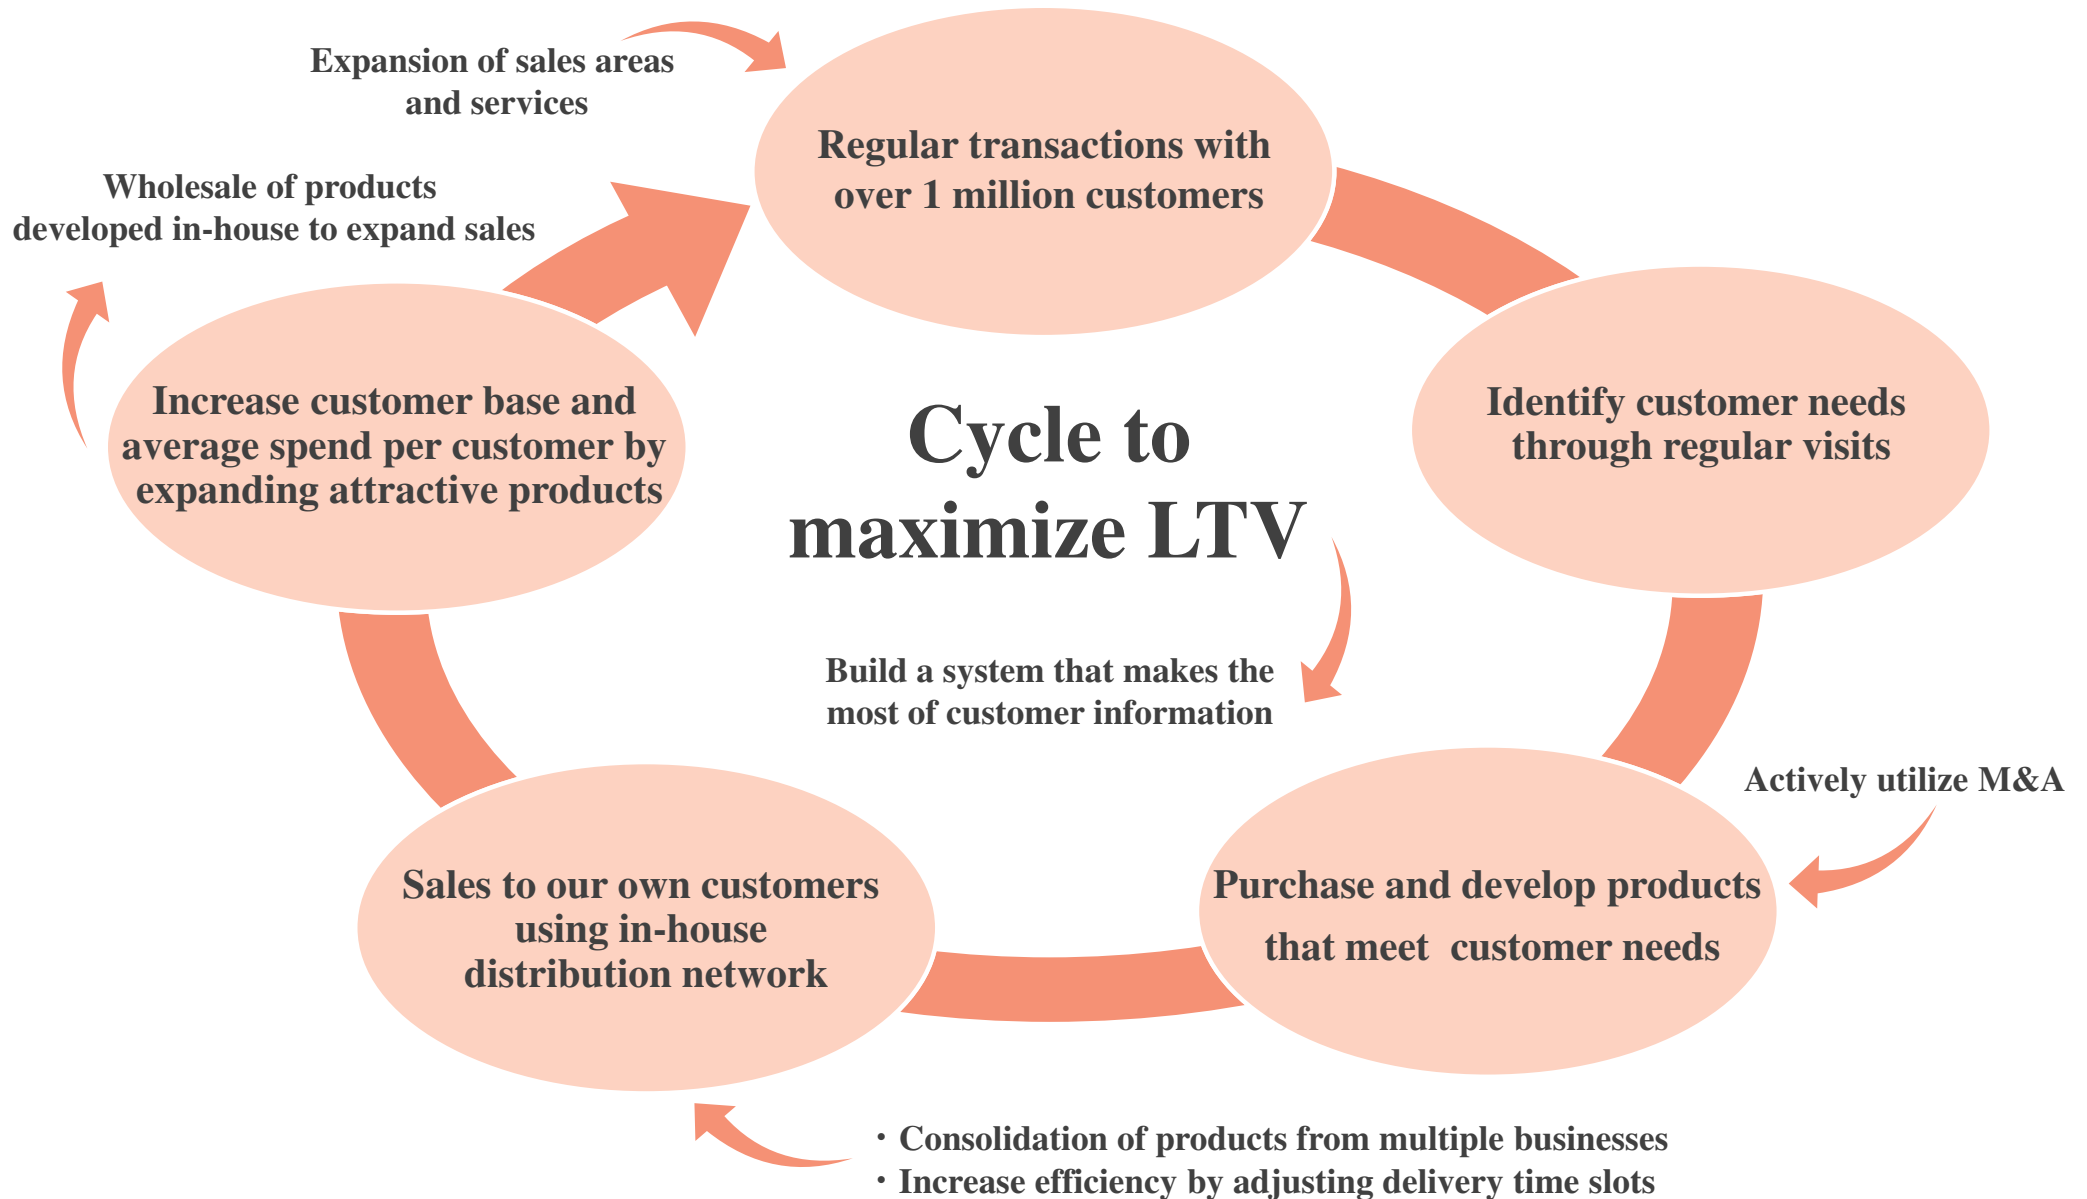 Expansion of sales areas
and services
Regular transactions with
over 1 million customers
Wholesale of products
developed in-house to expand sales
Increase customer base and
average spend per customer by
expanding attractive products
Cycle to
maximize LTV
Identify customer needs
through regular visits
Build a system that makes the
most of customer information
Actively utilize M&A
Purchase and develop products
that meet customer needs
Sales to our own customers
using in-house
distribution network
・Consolidation of products from multiple businesses
・Increase efficiency by adjusting delivery time slots